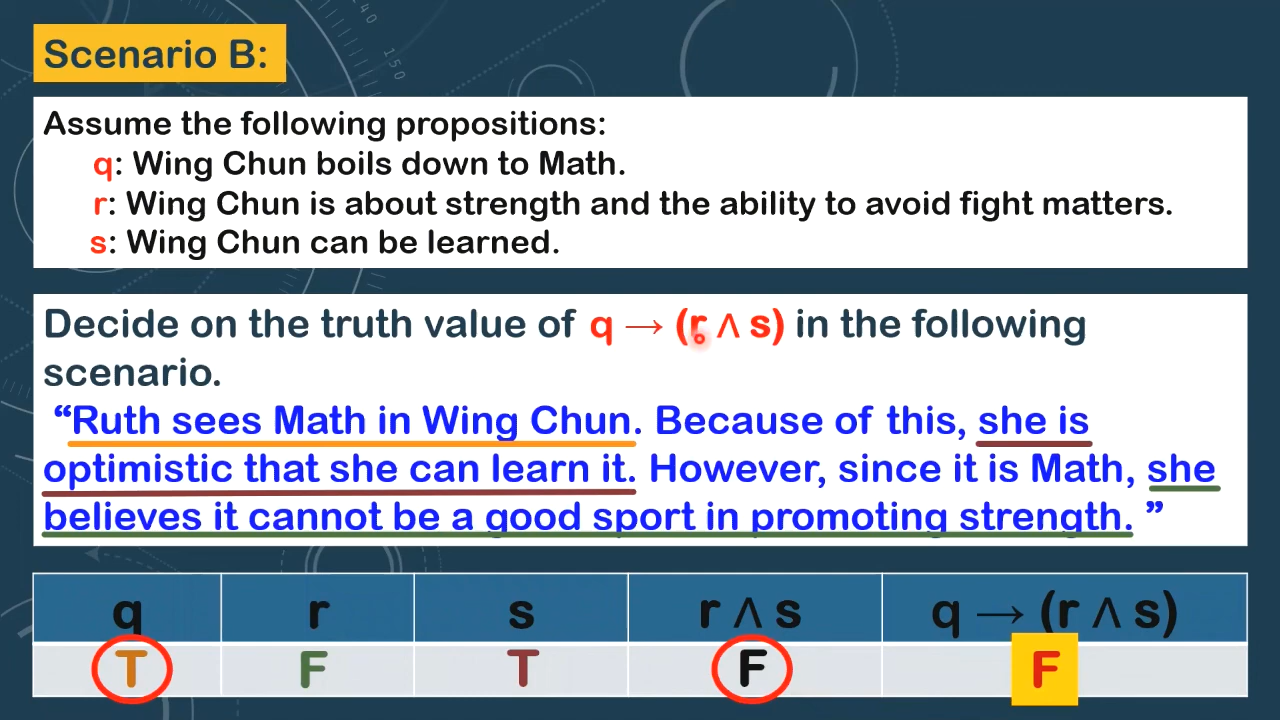 40
150
Scenario B:
Assume the following propositions:
q: Wing Chun boils down to Math.
r: Wing Chun is about strength and the ability to avoid fight matters.
s: Wing Chun can be learned.
Decide on the truth value of q → (r ∧ s) in the following
scenario.
“Ruth sees Math in Wing Chun. Because of this, she is
optimistic that she can learn it. However, since it is Math, she
believes it cannot be a good sport in promoting strength. ”
q r s r ∧ s q → (r ∧ s)
T F T F F